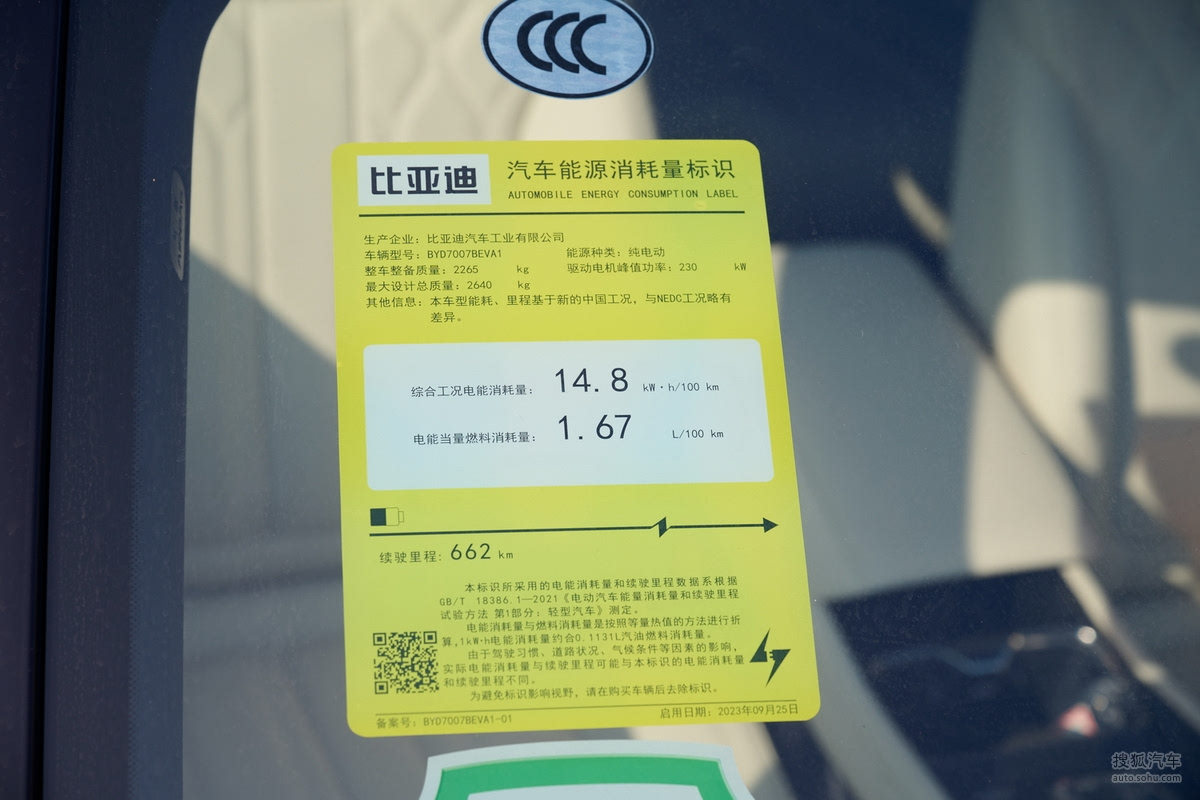 CCC
比亚迪
汽车能源消耗量标识
AUTOMOBILE ENERGY CONSUMPTION LABEL
生产企业：比亚迪汽车工业有限公司
车辆型号：BYD7007BEVA1 能源种类：纯电动
整车整备质量：2265 kg 驱动电机峰值功率：230 kW
最大设计总质量：2640 kg
其他信息：本车型能耗、里程基于新的中国工况，与NEDC工况略有
差异。
综合工况电能消耗量： 14.8 kW·h/100 km
电能当量燃料消耗量： 1.67 L/100 km
续驶里程：662 km
本标识所采用的电能消耗量和续驶里程数据系根据
GB/T 18386.1—2021《电动汽车能量消耗量和续驶里程
试验方法 第1部分：轻型汽车》测定。
电能消耗量与燃料消耗量是按照等量热值的方法进行折
算,1kW·h电能消耗量约合0.1131L汽油燃料消耗量。
由于驾驶习惯、道路状况、气候条件等因素的影响，
实际电能消耗量与续驶里程可能与本标识的电能消耗量
和续驶里程不同。
为避免标识影响视野，请在购买车辆后去除标识。
备案号：BYD7007BEVA1-01 启用日期：2023年09月25日
搜狐汽车
auto.sohu.com